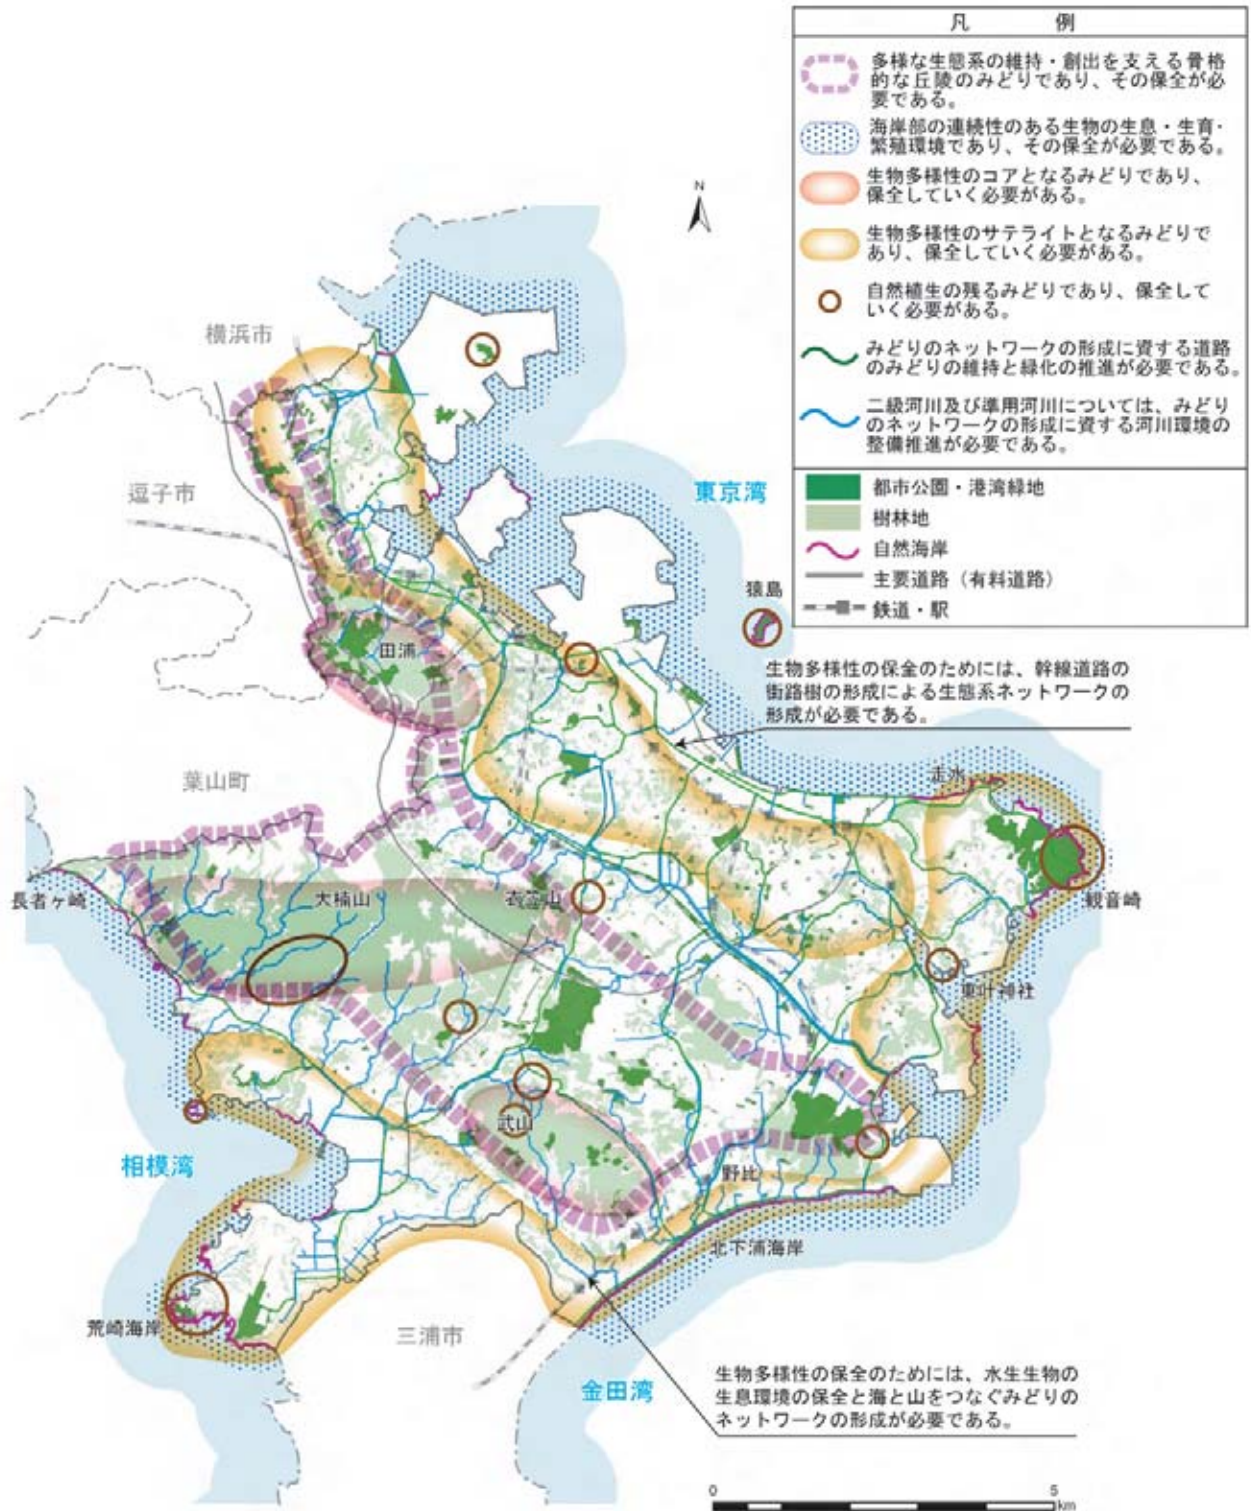 凡 例
多様な生態系の維持・創出を支える骨格
的な丘陵のみどりであり、その保全が必
要である。
海岸部の連続性のある生物の生息・生育・
繁殖環境であり、その保全が必要である。
生物多様性のコアとなるみどりであり、
保全していく必要がある。
生物多様性のサテライトとなるみどりで
あり、保全していく必要がある。
自然植生の残るみどりであり、保全して
いく必要がある。
みどりのネットワークの形成に資する道路
のみどりの維持と緑化の推進が必要である。
二級河川及び準用河川については、みどり
のネットワークの形成に資する河川環境の
整備推進が必要である。
都市公園・港湾緑地
樹林地
自然海岸
主要道路（有料道路）
鉄道・駅
N
横浜市
逗子市
東京湾
猿島
田浦
生物多様性の保全のためには、幹線道路の
街路樹の形成による生態系ネットワークの
形成が必要である。
走水
葉山町
長者ヶ崎
大楠山
衣笠山
観音崎
東叶神社
武山
相模湾
野比
北下浦海岸
荒崎海岸
三浦市
金田湾
生物多様性の保全のためには、水生生物の
生息環境の保全と海と山をつなぐみどりの
ネットワークの形成が必要である。
0 5
km